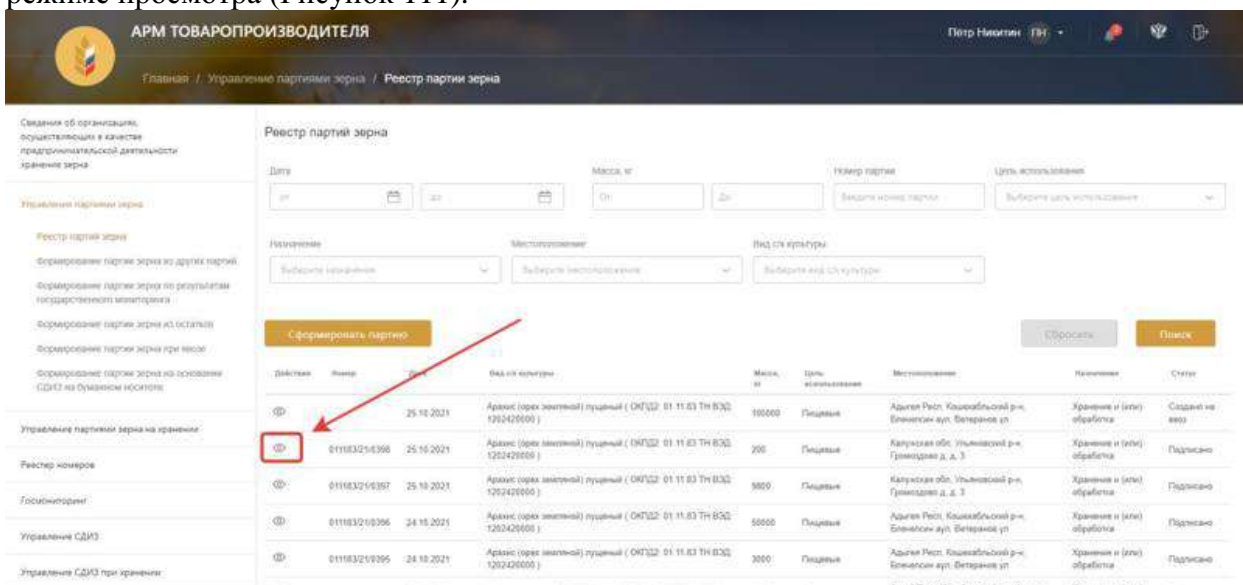 режиме просмотра (Рисунок 111).
АРМ ТОВАРОПРОИЗВОДИТЕЛЯ
Пётр Никитин ПН
Главная / Управление партиями зерна / Реестр партии зерна
Сведения об организациях,
осуществляющих в качестве
предпринимательской деятельности
хранение зерна
Управление партиями зерна
Реестр партий зерна
Формирование партии зерна из других партий
Формирование партии зерна по результатам
государственного мониторинга
Формирование партии зерна из остатков
Формирование партии зерна при ввозе
Формирование партии зерна на основании
СДИЗ на бумажном носителе
Управление партиями зерна на хранении
Реестер номеров
Госмониторинг
Управление СДИЗ
Управление СДИЗ при хранении
Реестр партий зерна
Дата Масса, кг Номер партии Цель использования
от до От До Введите номер партии Выберите цель использования
Назначение Местоположение Вид с/х культуры
Выберите назначение Выберите местоположение Выберите вид с/х культуры
Сформировать партию Сбросить Поиск
Действия Номер Дата Вид с/х культуры Масса, кг Цель использования Местоположение Назначение Статус
25.10.2021 Арахис (орех земляной) лущеный ( ОКПД2: 01.11.83 ТН ВЭД: 1202420000 ) 100000 Пищевые Адыгея Респ, Кошехабльский р-н, Блечепсин аул, Ветеранов ул Хранение и (или) обработка Создано на ввоз
011183/21/0398 25.10.2021 Арахис (орех земляной) лущеный ( ОКПД2: 01.11.83 ТН ВЭД: 1202420000 ) 200 Пищевые Калужская обл, Ульяновский р-н, Громоздово д, д. 3 Хранение и (или) обработка Подписано
011183/21/0397 25.10.2021 Арахис (орех земляной) лущеный ( ОКПД2: 01.11.83 ТН ВЭД: 1202420000 ) 9800 Пищевые Калужская обл, Ульяновский р-н, Громоздово д, д. 3 Хранение и (или) обработка Подписано
011183/21/0396 24.10.2021 Арахис (орех земляной) лущеный ( ОКПД2: 01.11.83 ТН ВЭД: 1202420000 ) 50000 Пищевые Адыгея Респ, Кошехабльский р-н, Блечепсин аул, Ветеранов ул Хранение и (или) обработка Подписано
011183/21/0395 24.10.2021 Арахис (орех земляной) лущеный ( ОКПД2: 01.11.83 ТН ВЭД: 1202420000 ) 3000 Пищевые Адыгея Респ, Кошехабльский р-н, Блечепсин аул, Ветеранов ул Хранение и (или) обработка Подписано